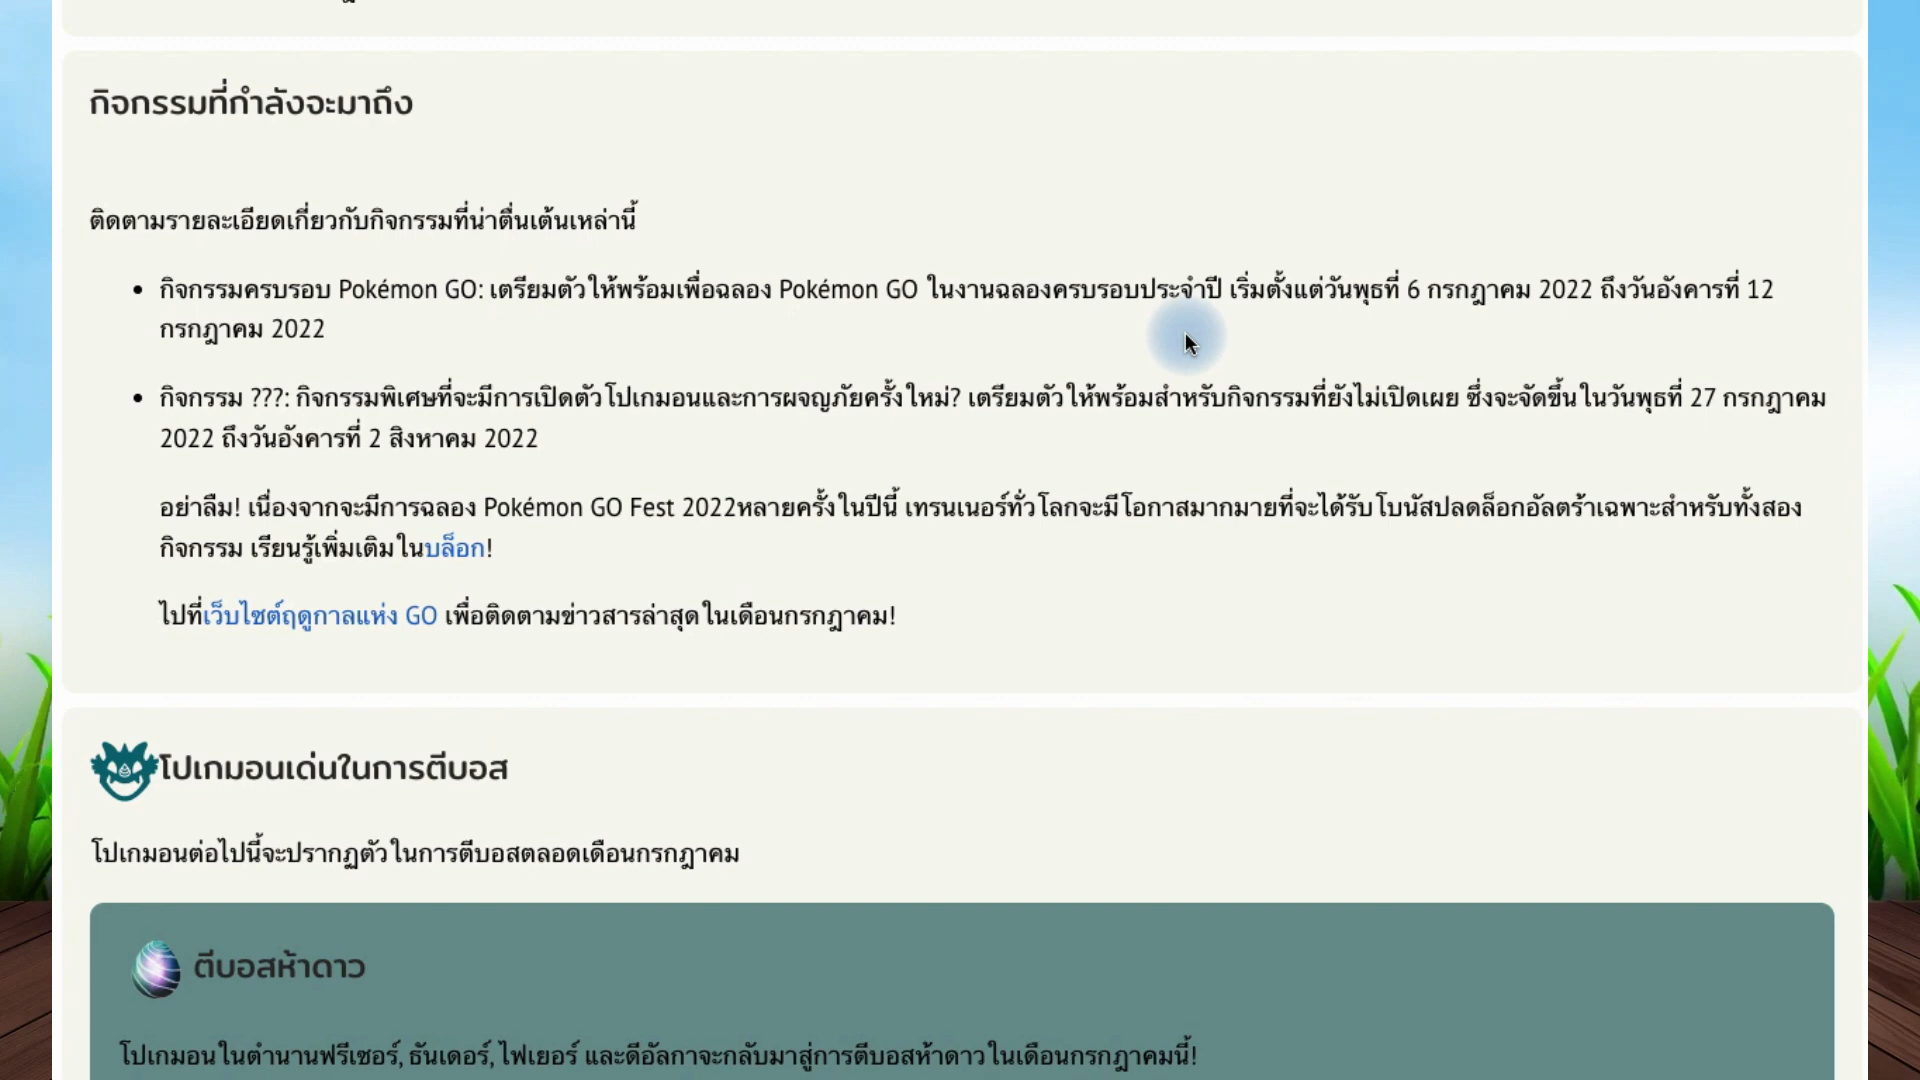 กิจกรรมที่กำลังจะมาถึง
ติดตามรายละเอียดเกี่ยวกับกิจกรรมที่น่าตื่นเต้นเหล่านี้
• กิจกรรมครบรอบ Pokémon GO: เตรียมตัวให้พร้อมเพื่อฉลอง Pokémon GO ในงานฉลองครบรอบประจำปี เริ่มตั้งแต่วันพุธที่ 6 กรกฎาคม 2022 ถึงวันอังคารที่ 12
กรกฎาคม 2022
• กิจกรรม ???: กิจกรรมพิเศษที่จะมีการเปิดตัวโปเกมอนและการผจญภัยครั้งใหม่? เตรียมตัวให้พร้อมสำหรับกิจกรรมที่ยังไม่เปิดเผย ซึ่งจะจัดขึ้นในวันพุธที่ 27 กรกฎาคม
2022 ถึงวันอังคารที่ 2 สิงหาคม 2022
อย่าลืม! เนื่องจากจะมีการฉลอง Pokémon GO Fest 2022หลายครั้งในปีนี้ เทรนเนอร์ทั่วโลกจะมีโอกาสมากมายที่จะได้รับโบนัสปลดล็อกอัลตร้าเฉพาะสำหรับทั้งสอง
กิจกรรม เรียนรู้เพิ่มเติมในบล็อก!
ไปที่เว็บไซต์ฤดูกาลแห่ง GO เพื่อติดตามข่าวสารล่าสุดในเดือนกรกฎาคม!
โปเกมอนเด่นในการตีบอส
โปเกมอนต่อไปนี้จะปรากฏตัวในการตีบอสตลอดเดือนกรกฎาคม
ตีบอสห้าดาว
โปเกมอนในตำนานฟรีเซอร์, ธันเดอร์, ไฟเยอร์ และดีอัลกาจะกลับมาสู่การตีบอสห้าดาวในเดือนกรกฎาคมนี้!